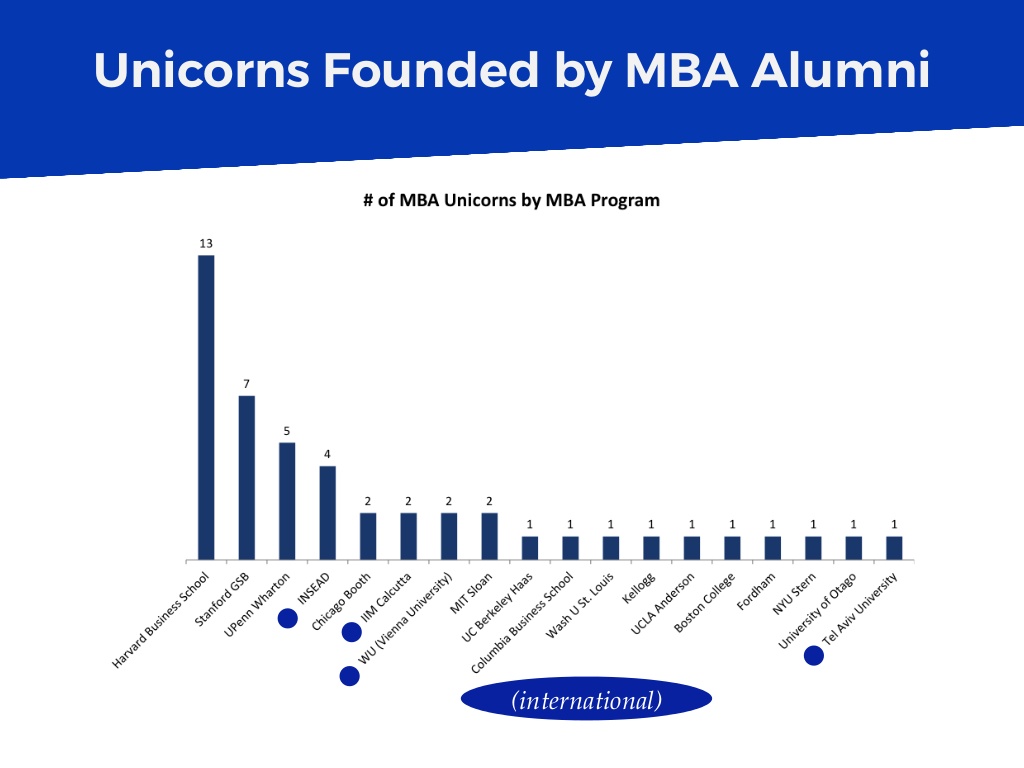 Unicorns Founded by MBA Alumni
# of MBA Unicorns by MBA Program
13
7
5
4
2
2
2
2
1
1
1
1
1
1
1
1
1
1
Harvard Business School
Stanford GSB
UPenn Wharton
INSEAD
Chicago Booth
IIM Calcutta
WU (Vienna University)
MIT Sloan
UC Berkeley Haas
Columbia Business School
Wash U St. Louis
Kellogg
UCLA Anderson
Boston College
Fordham
NYU Stern
University of Otago
Tel Aviv University
(international)